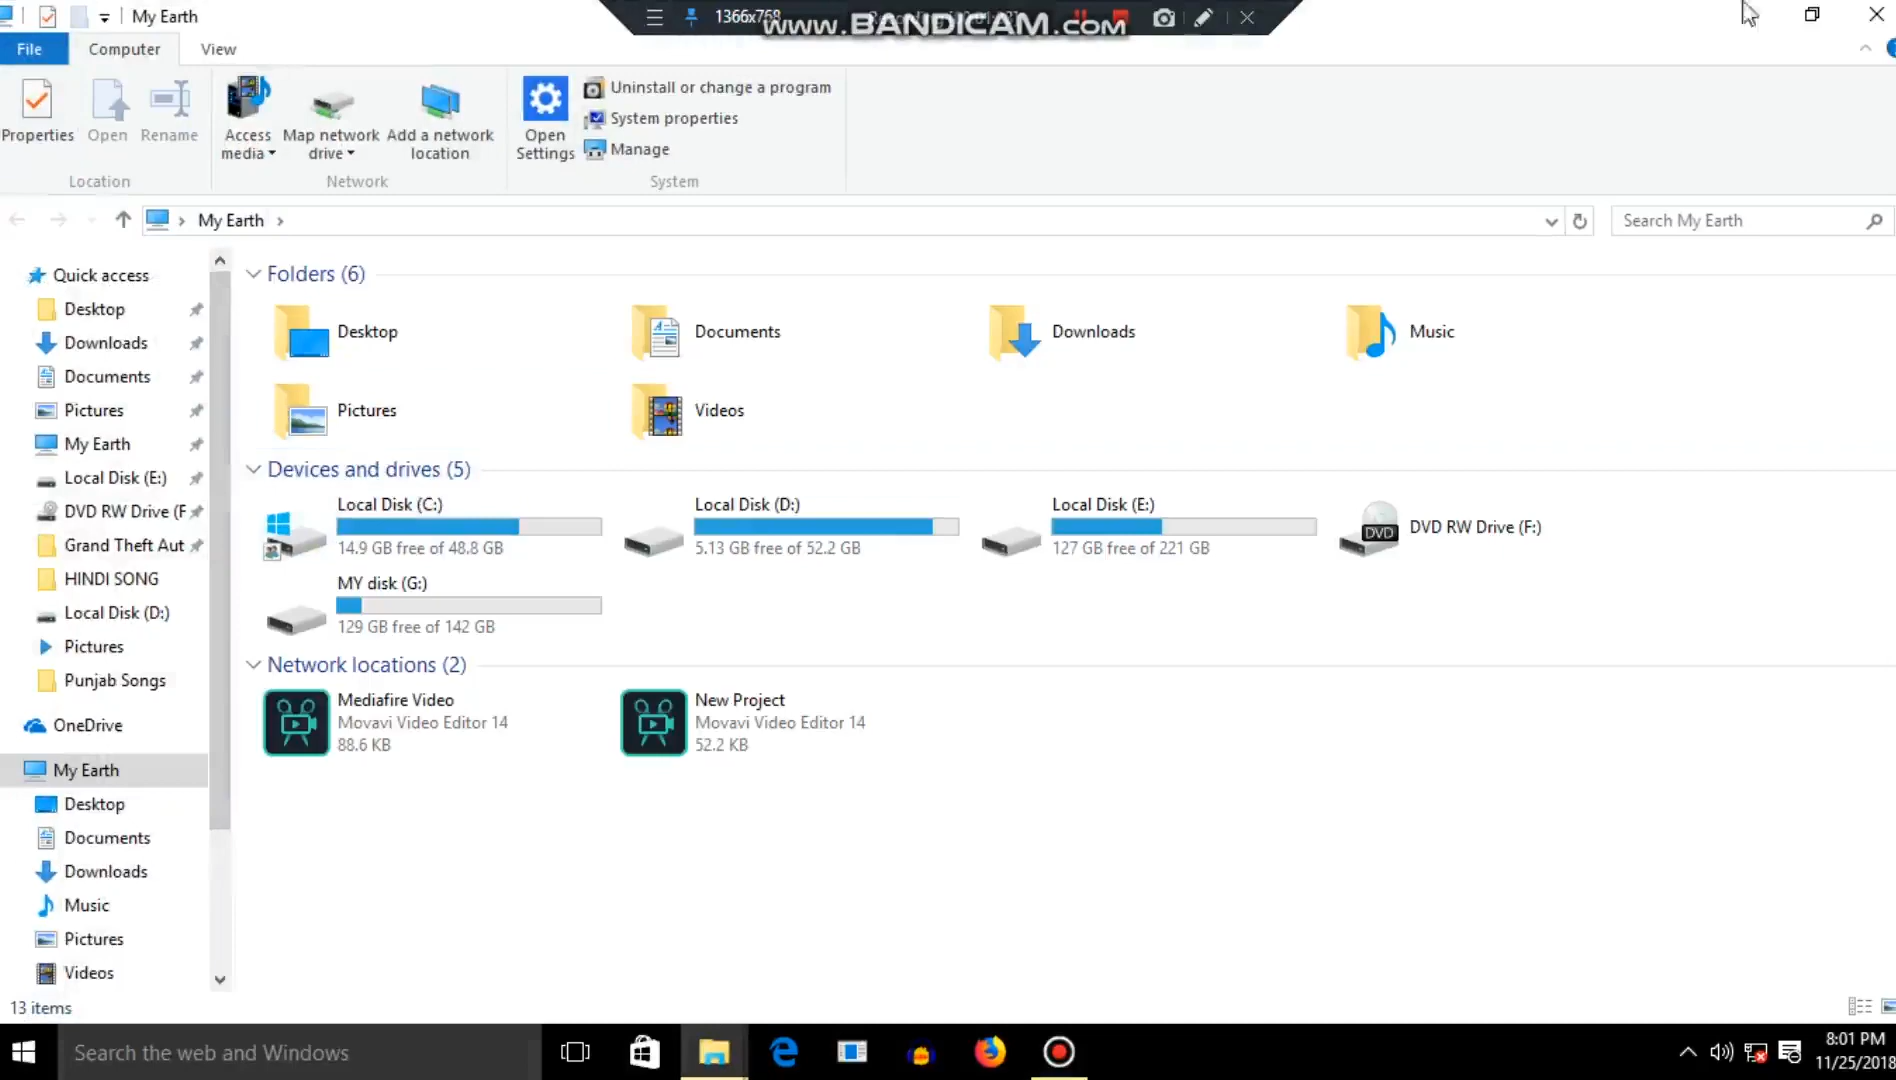 My Earth
1366x768
www.BANDICAM.com
File
Computer
View
Properties
Open
Rename
Access media
Map network drive
Add a network location
Open Settings
Uninstall or change a program
System properties
Manage
Location
Network
System
My Earth
Search My Earth
Quick access
Desktop
Downloads
Documents
Pictures
My Earth
Local Disk (E:)
DVD RW Drive (F
Grand Theft Aut
HINDI SONG
Local Disk (D:)
Pictures
Punjab Songs
OneDrive
My Earth
Desktop
Documents
Downloads
Music
Pictures
Videos
Folders (6)
Desktop
Documents
Downloads
Music
Pictures
Videos
Devices and drives (5)
Local Disk (C:)
14.9 GB free of 48.8 GB
Local Disk (D:)
5.13 GB free of 52.2 GB
Local Disk (E:)
127 GB free of 221 GB
DVD
DVD RW Drive (F:)
MY disk (G:)
129 GB free of 142 GB
Network locations (2)
Mediafire Video
Movavi Video Editor 14
88.6 KB
New Project
Movavi Video Editor 14
52.2 KB
13 items
Search the web and Windows
8:01 PM
11/25/2018